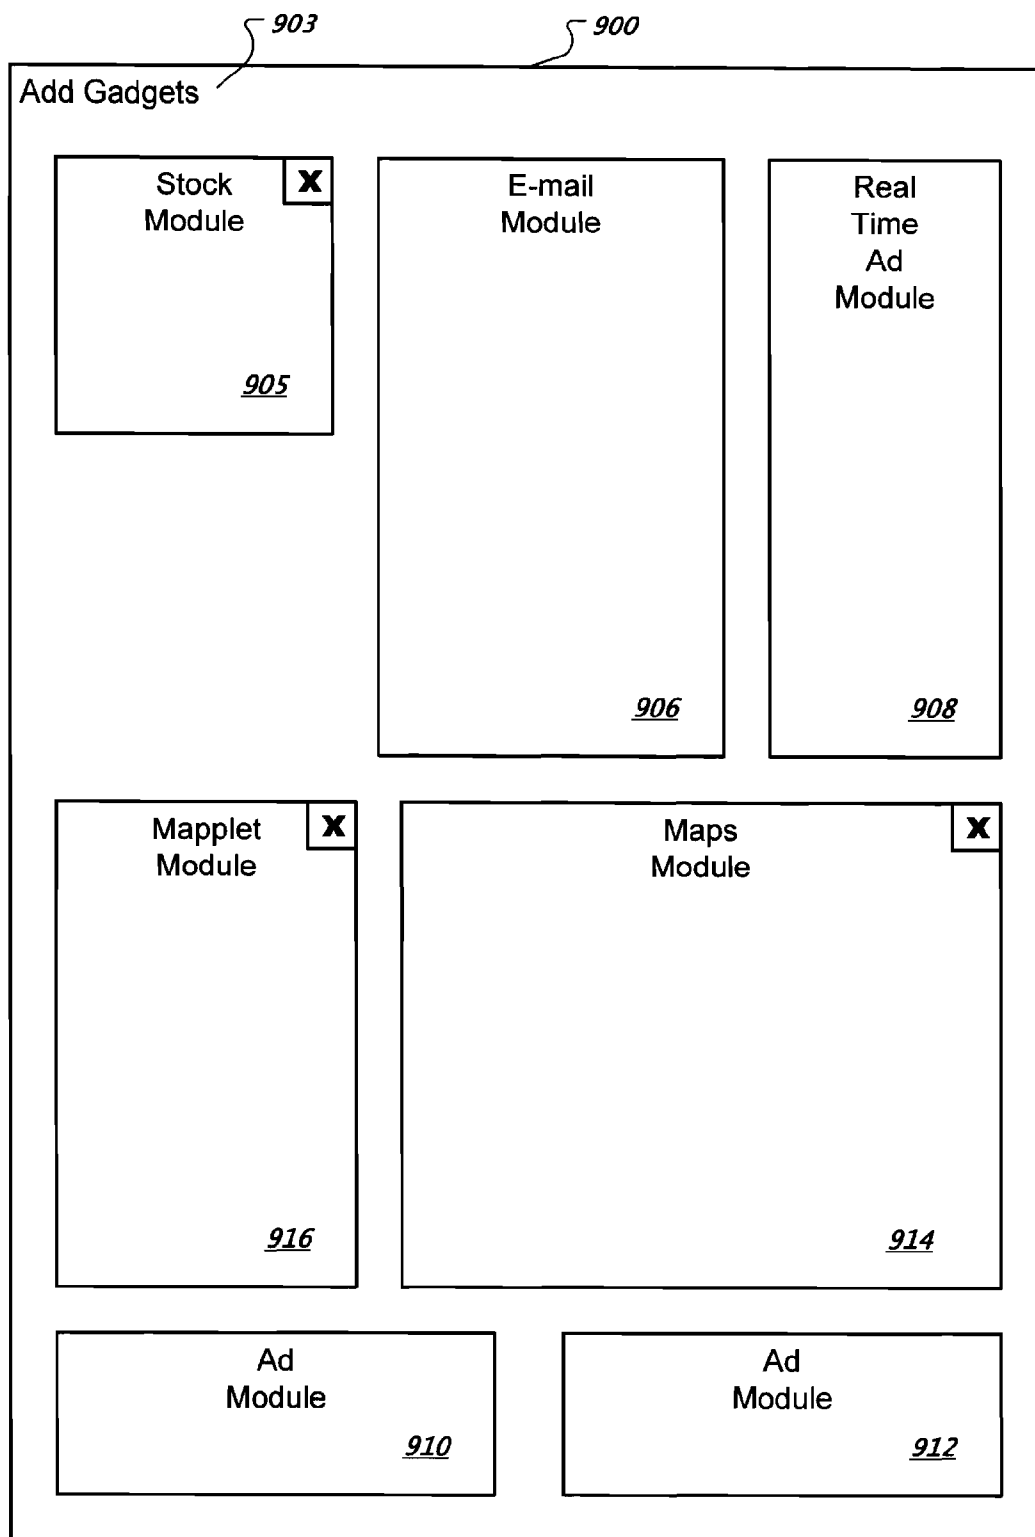 903
900
Add Gadgets
Stock
Module
X
905
E-mail
Module
906
Real
Time
Ad
Module
908
Mapplet
Module
X
916
Maps
Module
X
914
Ad
Module
910
Ad
Module
912